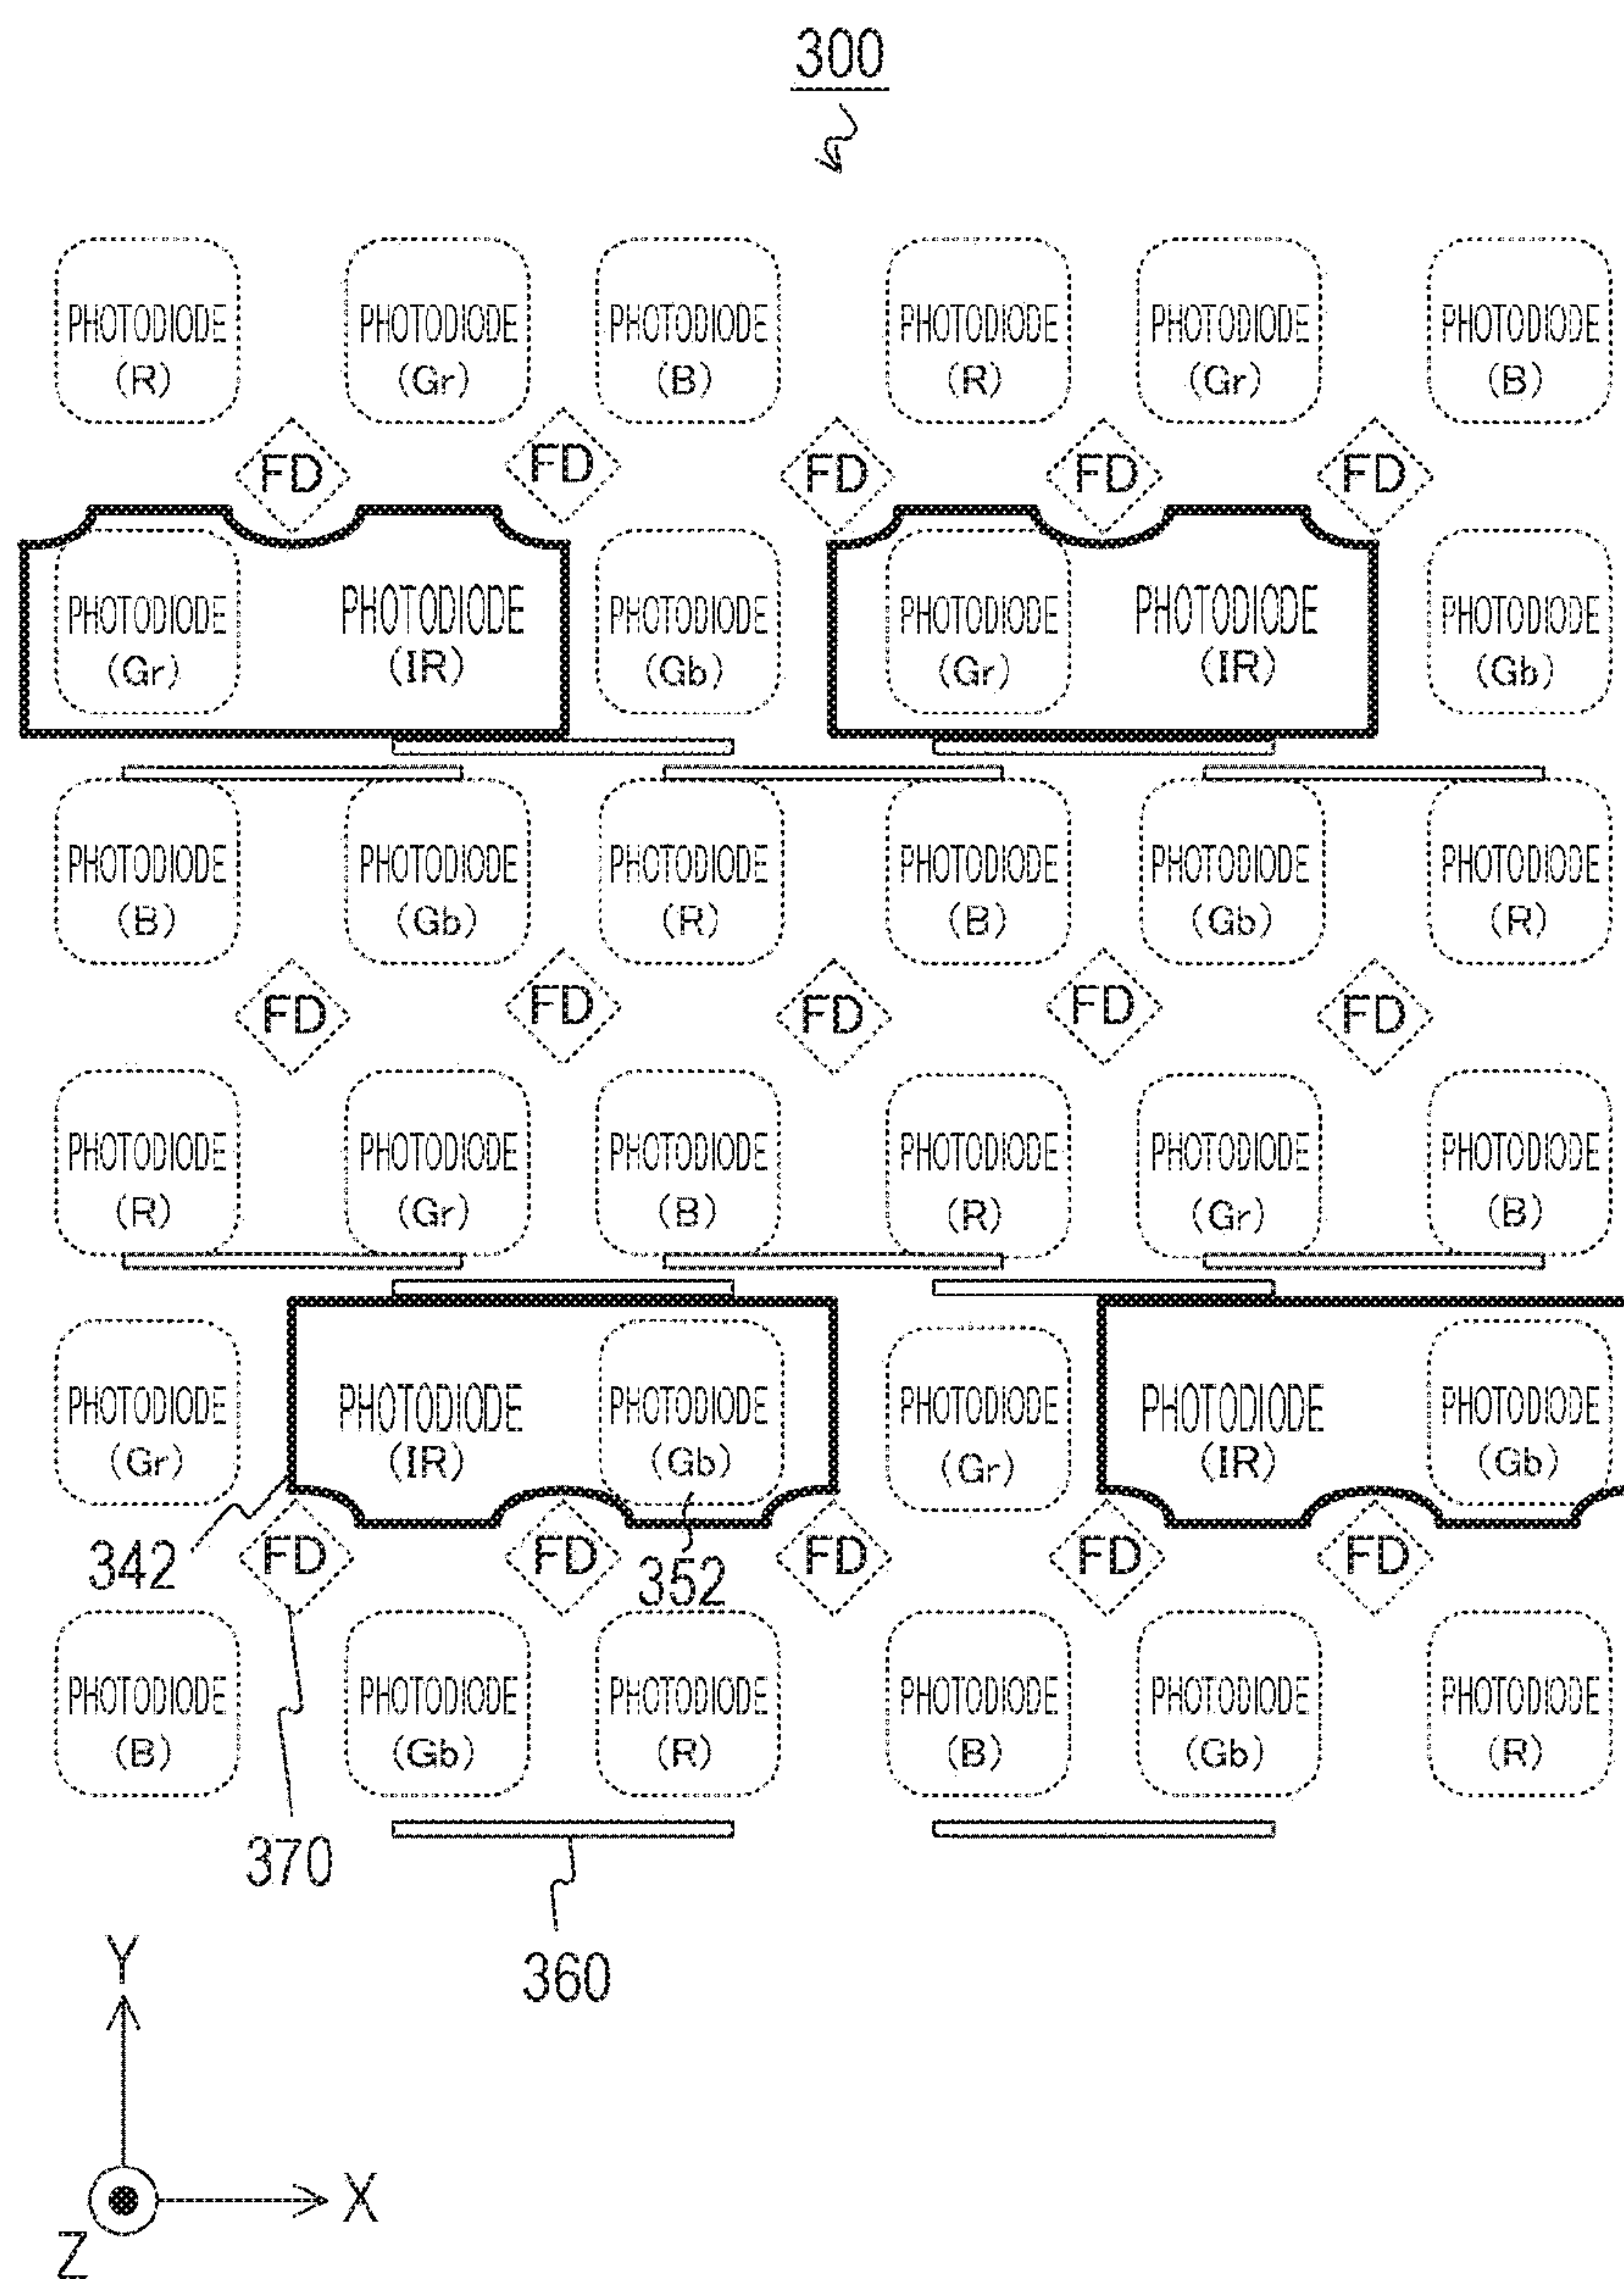 300
PHOTODIODE PHOTODIODE PHOTODIODE PHOTODIODE PHOTODIODE PHOTODIODE
(R) (Gr) (B) (R) (Gr) (B)
FD FD FD FD FD
PHOTODIODE PHOTODIODE PHOTODIODE PHOTODIODE PHOTODIODE PHOTODIODE
(Gr) (IR) (Gb) (Gr) (IR) (Gb)
PHOTODIODE PHOTODIODE PHOTODIODE PHOTODIODE PHOTODIODE PHOTODIODE
(B) (Gb) (R) (B) (Gb) (R)
FD FD FD FD FD
PHOTODIODE PHOTODIODE PHOTODIODE PHOTODIODE PHOTODIODE PHOTODIODE
(R) (Gr) (B) (R) (Gr) (B)
PHOTODIODE PHOTODIODE PHOTODIODE PHOTODIODE PHOTODIODE PHOTODIODE
(Gr) (IR) (Gb) (Gr) (IR) (Gb)
342 FD FD 352 FD FD FD
PHOTODIODE PHOTODIODE PHOTODIODE PHOTODIODE PHOTODIODE PHOTODIODE
(B) (Gb) (R) (B) (Gb) (R)
370
360
Y
X
Z